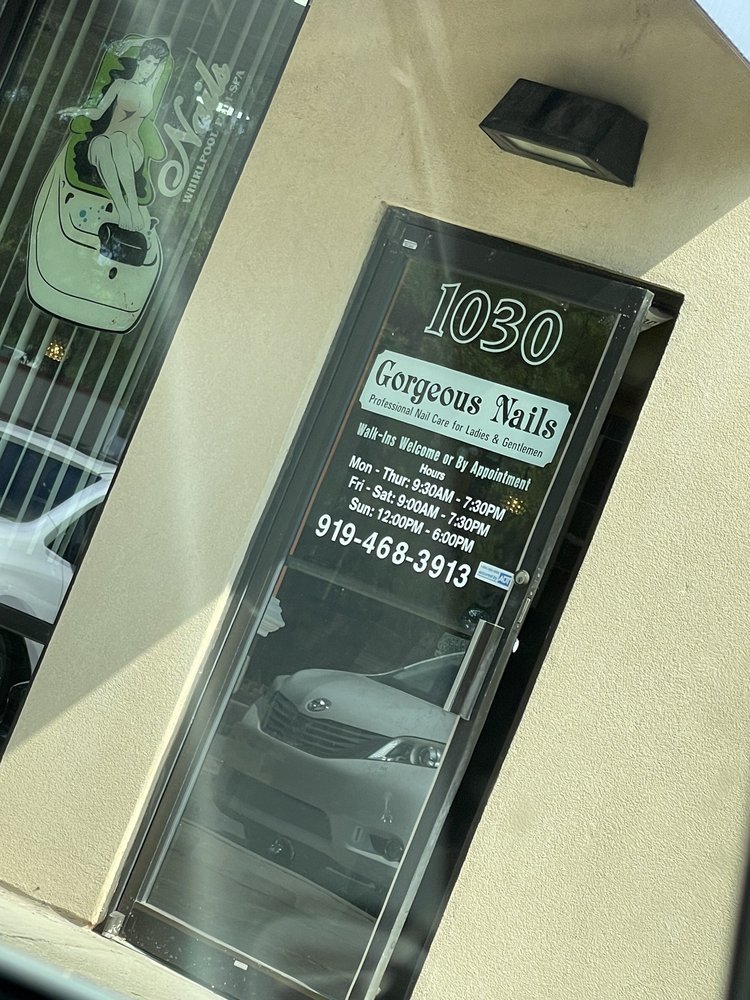 Nails
WHIRLPOOL
SPA
1030
Gorgeous Nails
Professional Nail Care for Ladies & Gentlemen
Walk-Ins Welcome or By Appointment
Hours
Mon - Thur: 9:30AM - 7:30PM
Fri - Sat: 9:00AM - 7:30PM
Sun: 12:00PM - 6:00PM
919-468-3913
ADT